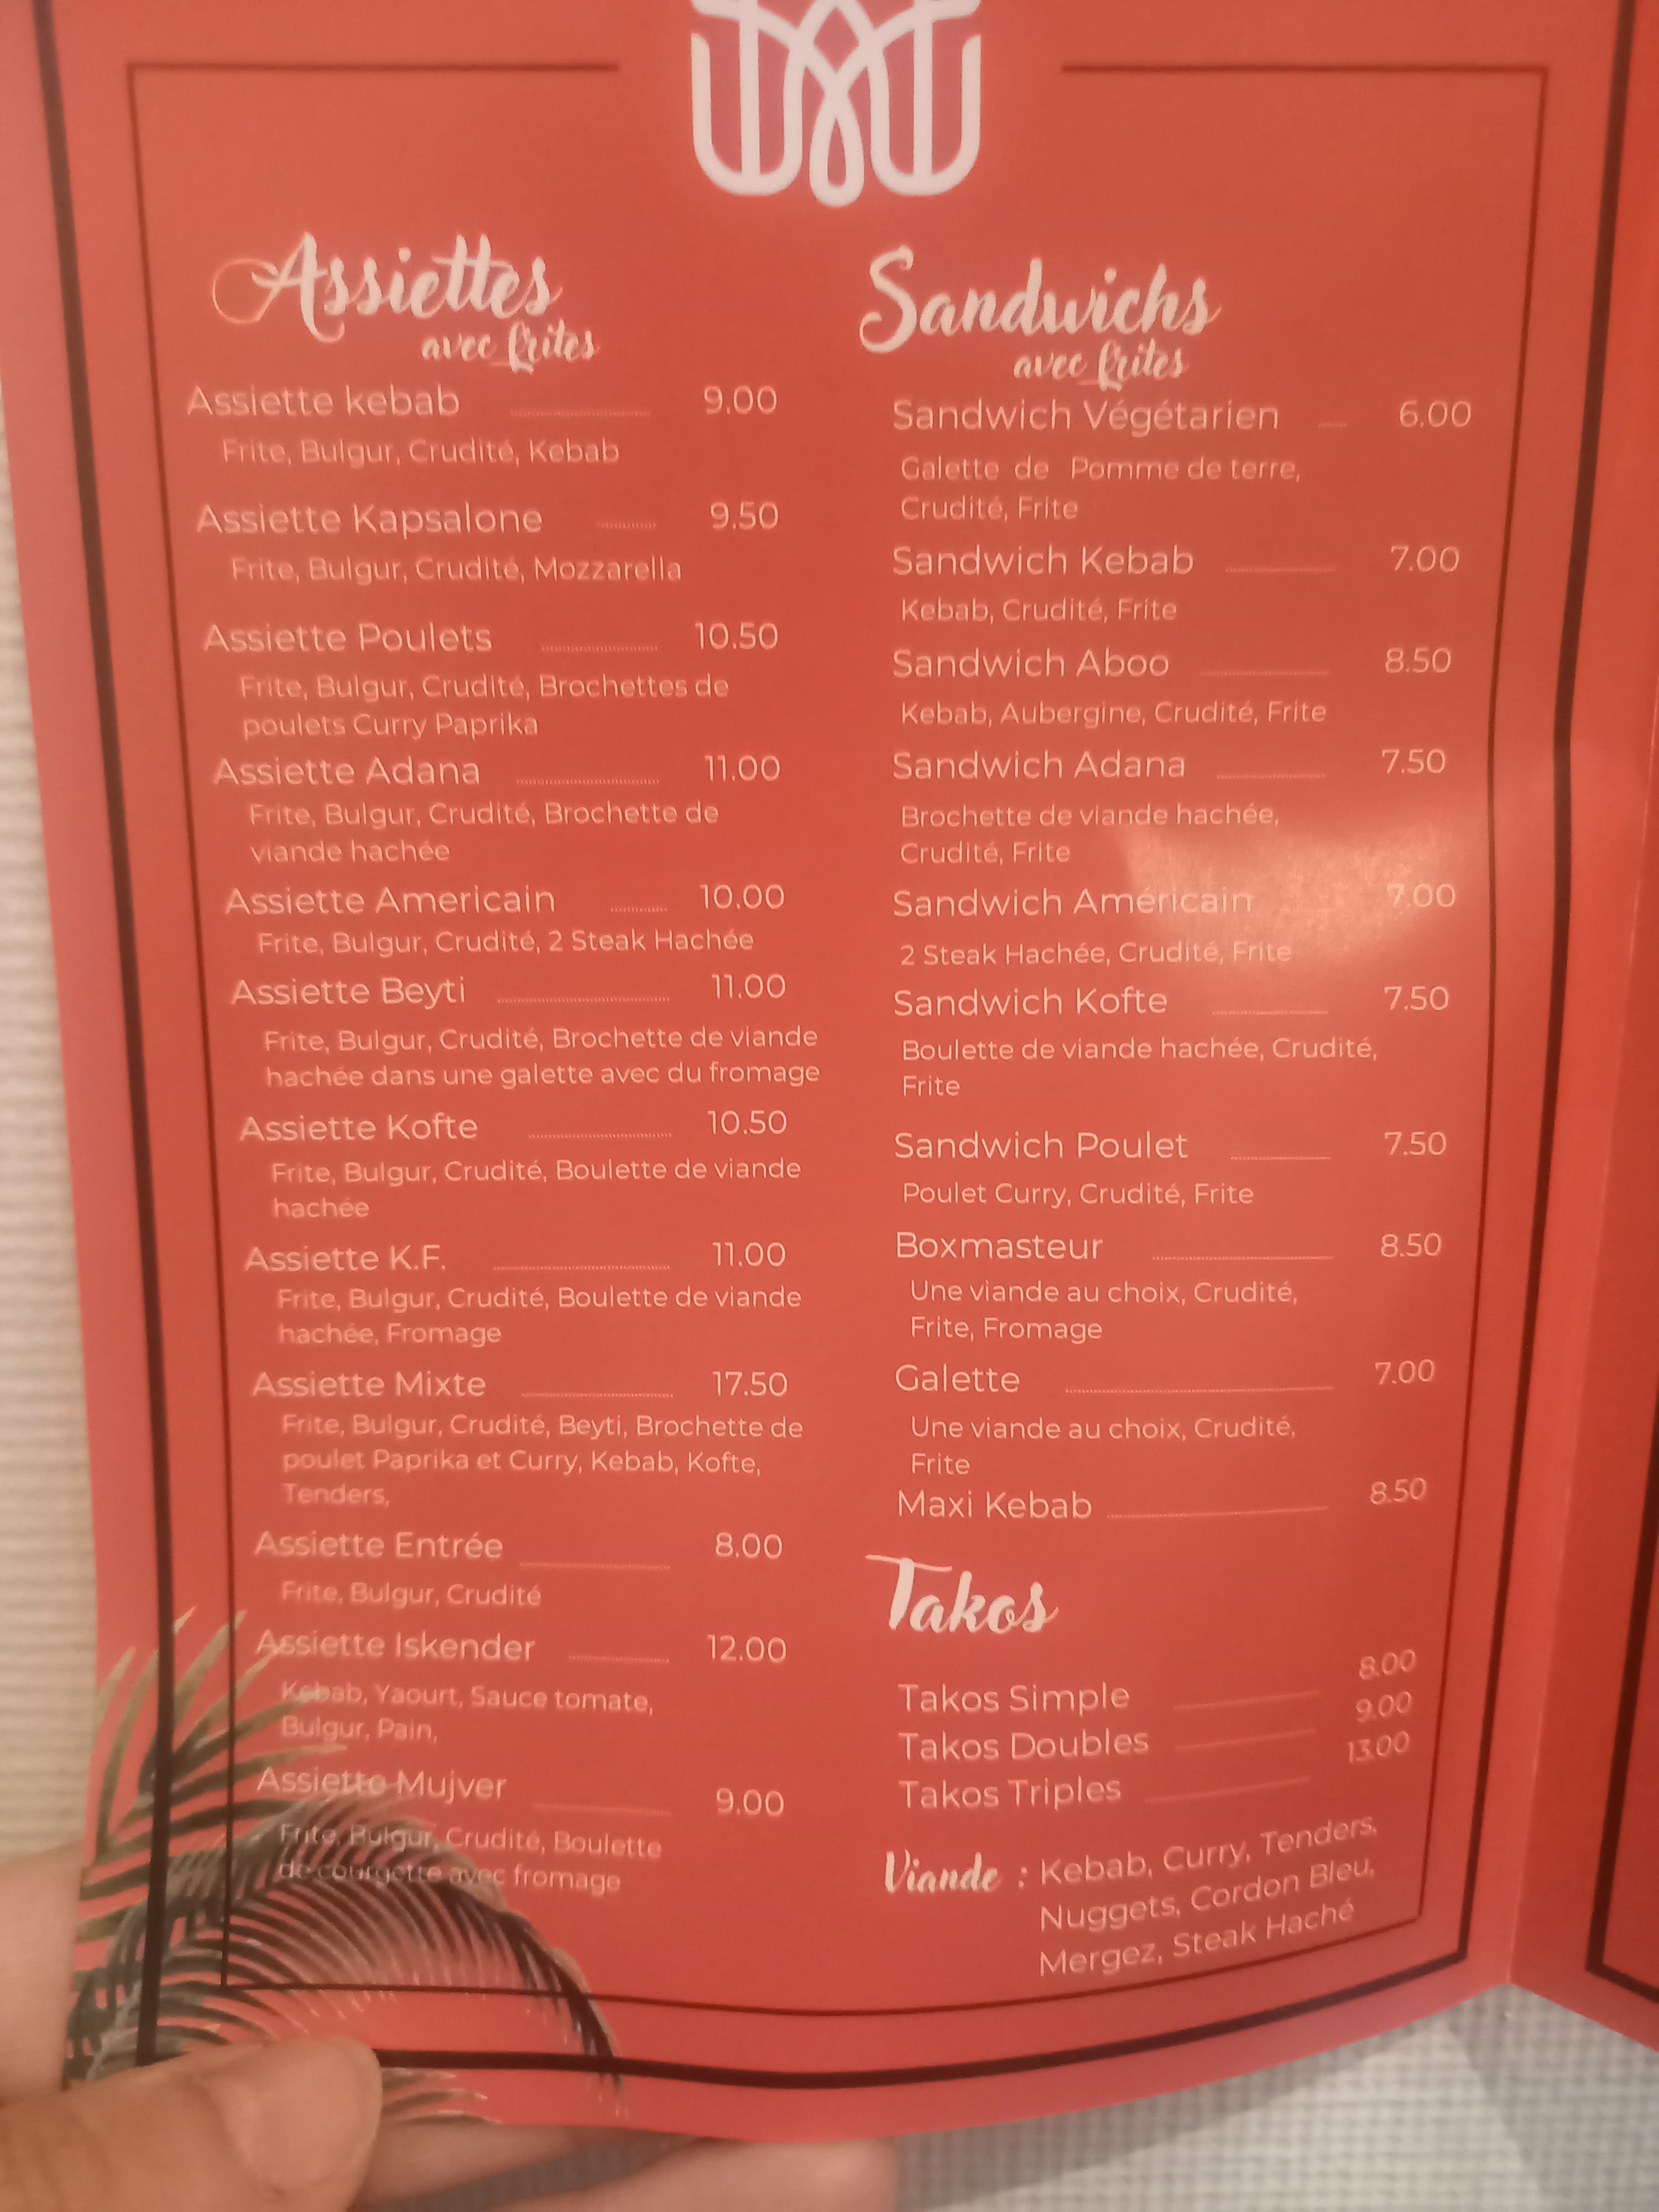 Assiettes
avec frites
Assiette kebab 9.00
Frite, Bulgur, Crudité, Kebab
Assiette Kapsalone 9.50
Frite, Bulgur, Crudité, Mozzarella
Assiette Poulets 10.50
Frite, Bulgur, Crudité, Brochettes de
poulets Curry Paprika
Assiette Adana 11.00
Frite, Bulgur, Crudité, Brochette de
viande hachée
Assiette Americain 10.00
Frite, Bulgur, Crudité, 2 Steak Hachée
Assiette Beyti 11.00
Frite, Bulgur, Crudité, Brochette de viande
hachée dans une galette avec du fromage
Assiette Kofte 10.50
Frite, Bulgur, Crudité, Boulette de viande
hachée
Assiette K.F. 11.00
Frite, Bulgur, Crudité, Boulette de viande
hachée, Fromage
Assiette Mixte 17.50
Frite, Bulgur, Crudité, Beyti, Brochette de
poulet Paprika et Curry, Kebab, Kofte,
Tenders,
Assiette Entrée 8.00
Frite, Bulgur, Crudité
Assiette Iskender 12.00
Kebab, Yaourt, Sauce tomate,
Bulgur, Pain,
Assiette Mujver 9.00
Frite, Bulgur, Crudité, Boulette
de courgette avec fromage
Sandwichs
avec frites
Sandwich Végétarien 6.00
Galette de Pomme de terre,
Crudité, Frite
Sandwich Kebab 7.00
Kebab, Crudité, Frite
Sandwich Aboo 8.50
Kebab, Aubergine, Crudité, Frite
Sandwich Adana 7.50
Brochette de viande hachée,
Crudité, Frite
Sandwich Américain 7.00
2 Steak Hachée, Crudité, Frite
Sandwich Kofte 7.50
Boulette de viande hachée, Crudité,
Frite
Sandwich Poulet 7.50
Poulet Curry, Crudité, Frite
Boxmasteur 8.50
Une viande au choix, Crudité,
Frite, Fromage
Galette 7.00
Une viande au choix, Crudité,
Frite
Maxi Kebab 8.50
Takos
Takos Simple 8.00
Takos Doubles 9.00
Takos Triples 13.00
Viande : Kebab, Curry, Tenders,
Nuggets, Cordon Bleu,
Mergez, Steak Haché